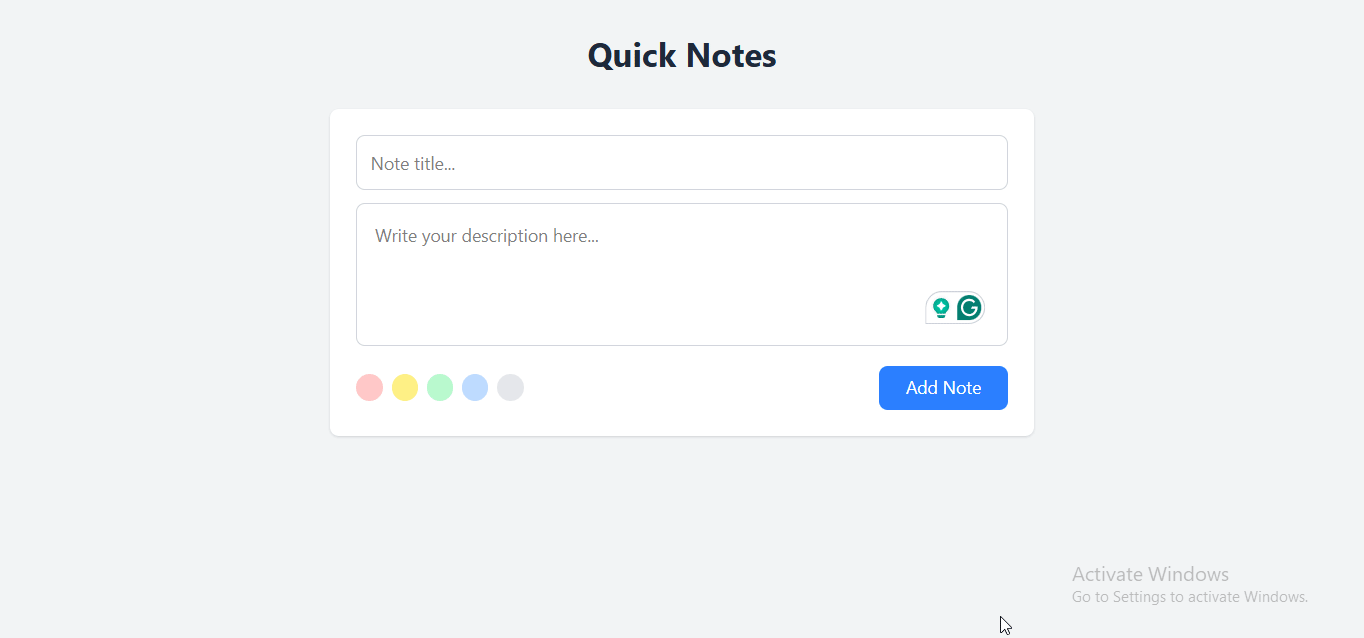 Quick Notes
Note title...
Write your description here...
G
Add Note
Activate Windows
Go to Settings to activate Windows.